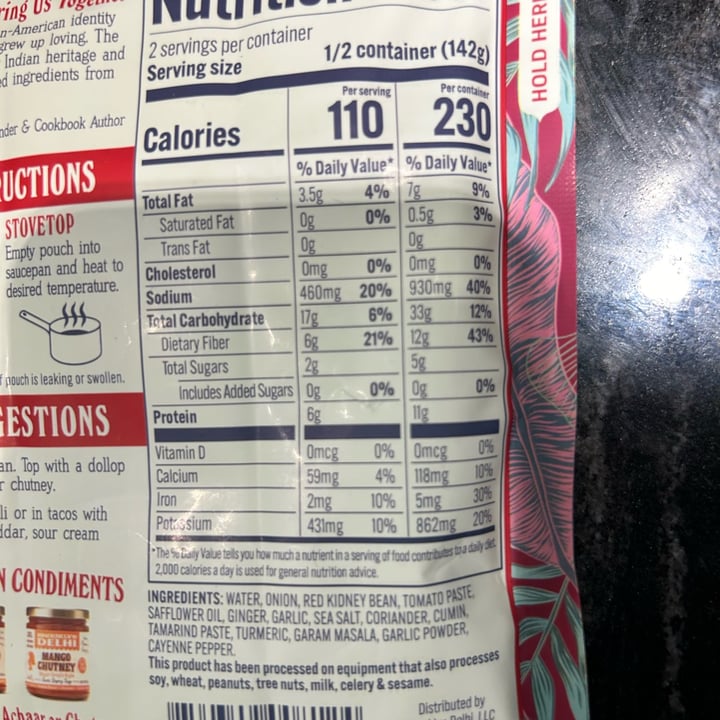 n-American identity
grew up loving. The
Indian heritage and
ed ingredients from
nder & Cookbook Author
UCTIONS
STOVETOP
Empty pouch into
saucepan and heat to
desired temperature.
f pouch is leaking or swollen.
GESTIONS
an. Top with a dollop
r chutney.
li or in tacos with
ddar, sour cream
N CONDIMENTS
DELHI
MANGO
CHUTNEY
2 servings per container
Serving size 1/2 container (142g)
Per serving Per container
Calories 110 230
% Daily Value* % Daily Value*
Total Fat 3.5g 4% 7g 9%
Saturated Fat 0g 0% 0.5g 3%
Trans Fat 0g 0g
Cholesterol 0mg 0% 0mg 0%
Sodium 460mg 20% 930mg 40%
Total Carbohydrate 17g 6% 33g 12%
Dietary Fiber 6g 21% 12g 43%
Total Sugars 2g 5g
Includes Added Sugars 0g 0% 0g 0%
Protein 6g 11g
Vitamin D 0mcg 0% 0mcg 0%
Calcium 59mg 4% 118mg 10%
Iron 2mg 10% 5mg 30%
Potassium 431mg 10% 862mg 20%
*The % Daily Value tells you how much a nutrient in a serving of food contributes to a daily diet.
2,000 calories a day is used for general nutrition advice.
INGREDIENTS: WATER, ONION, RED KIDNEY BEAN, TOMATO PASTE,
SAFFLOWER OIL, GINGER, GARLIC, SEA SALT, CORIANDER, CUMIN,
TAMARIND PASTE, TURMERIC, GARAM MASALA, GARLIC POWDER,
CAYENNE PEPPER.
This product has been processed on equipment that also processes
soy, wheat, peanuts, tree nuts, milk, celery & sesame.
Distributed by
Delhi, LLC
HOLD HERE